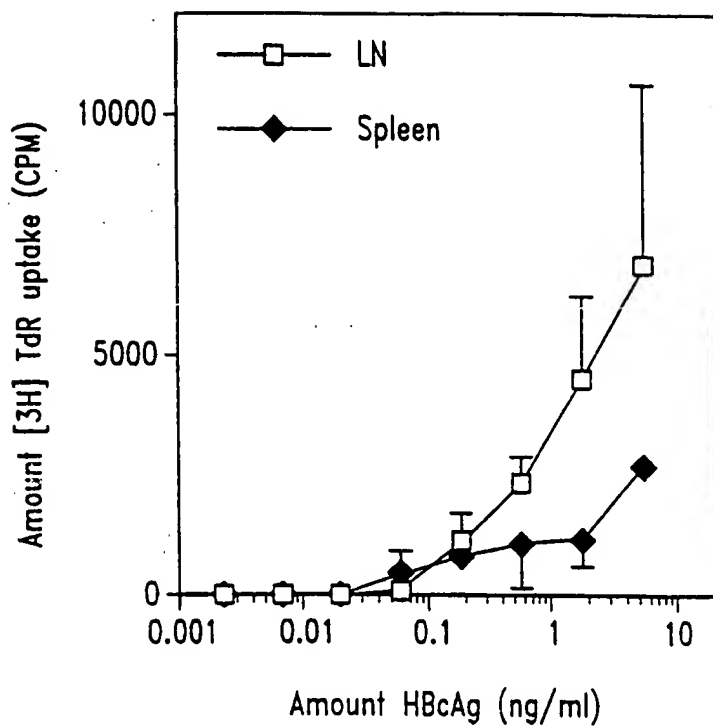 LN
Spleen
Amount [3H] TdR uptake (CPM)
10000
5000
0
0.001
0.01
0.1
1
10
Amount HBcAg (ng/ml)